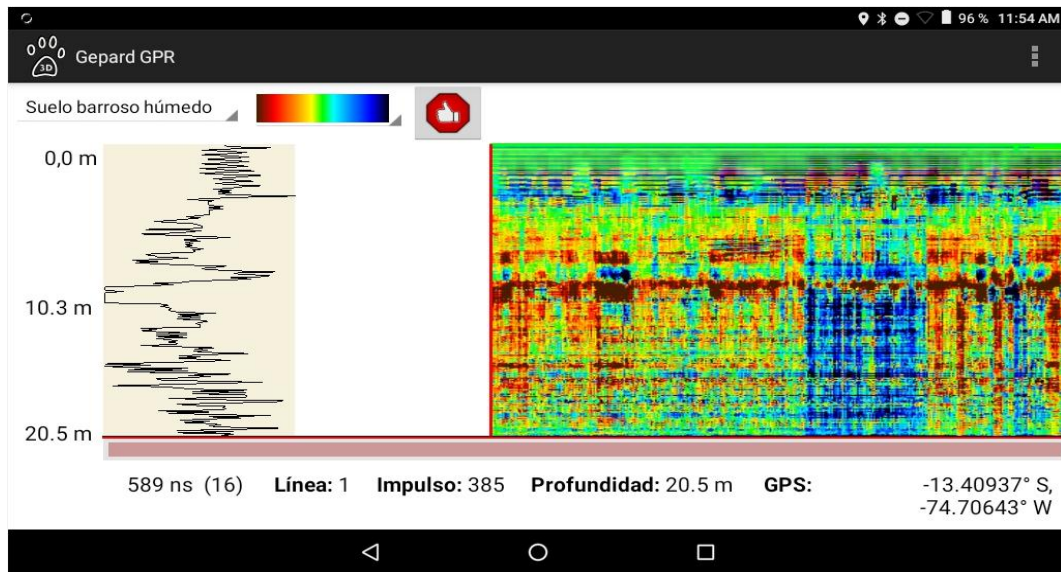 96 % 11:54 AM
3D Gepard GPR
Suelo barroso húmedo
0,0 m
10.3 m
20.5 m
589 ns (16) Línea: 1 Impulso: 385 Profundidad: 20.5 m GPS: -13.40937° S,
-74.70643° W